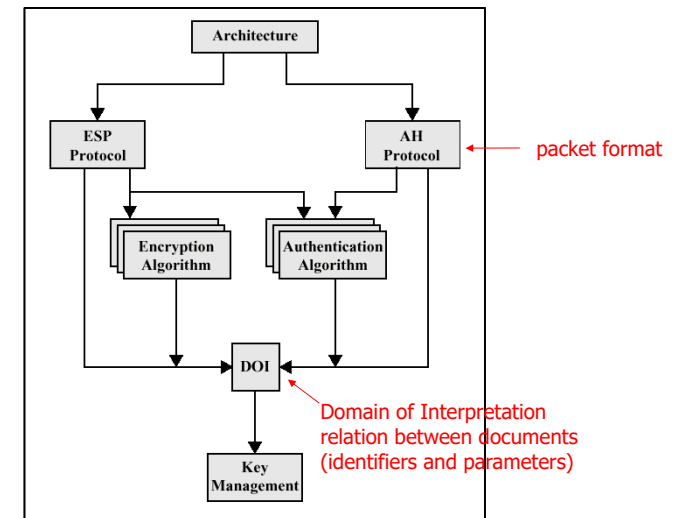 Architecture
ESP
Protocol
AH
Protocol
packet format
Encryption
Algorithm
Authentication
Algorithm
DOI
Domain of Interpretation
relation between documents
(identifiers and parameters)
Key
Management